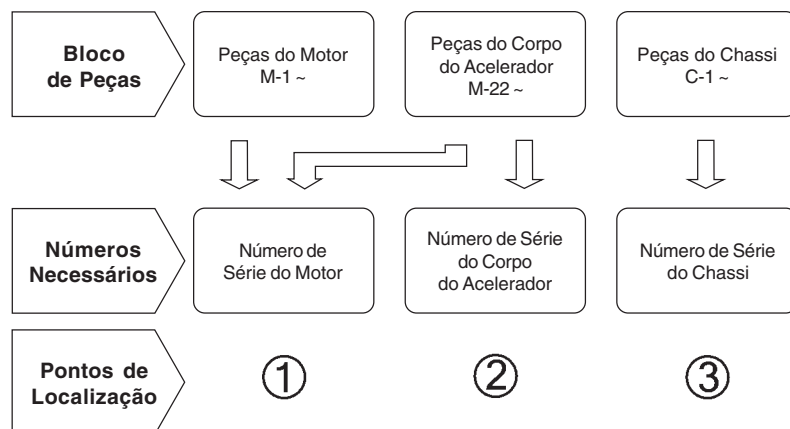 Bloco
de Peças
Peças do Motor
M-1 ~
Peças do Corpo
do Acelerador
M-22 ~
Peças do Chassi
C-1 ~
Números
Necessários
Número de
Série do Motor
Número de Série
do Corpo
do Acelerador
Número de Série
do Chassi
Pontos de
Localização
①
②
③